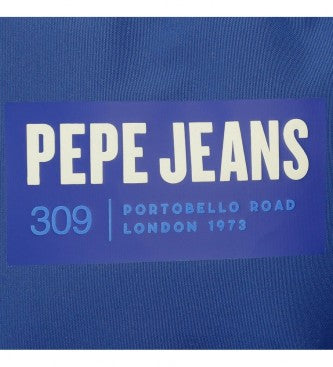 PEPE JEANS
309 | PORTOBELLO ROAD
LONDON 1973